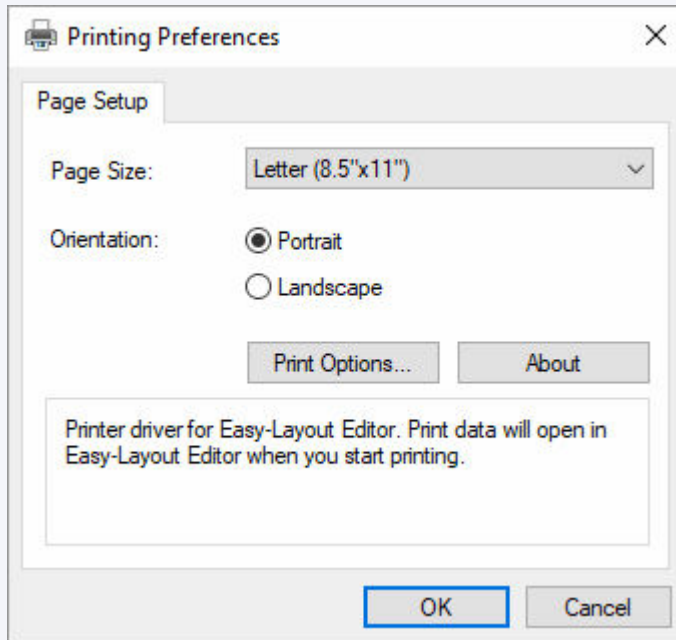 Printing Preferences
Page Setup
Page Size: Letter (8.5"x11")
Orientation: Portrait
Landscape
Print Options... About
Printer driver for Easy-Layout Editor. Print data will open in
Easy-Layout Editor when you start printing.
OK Cancel